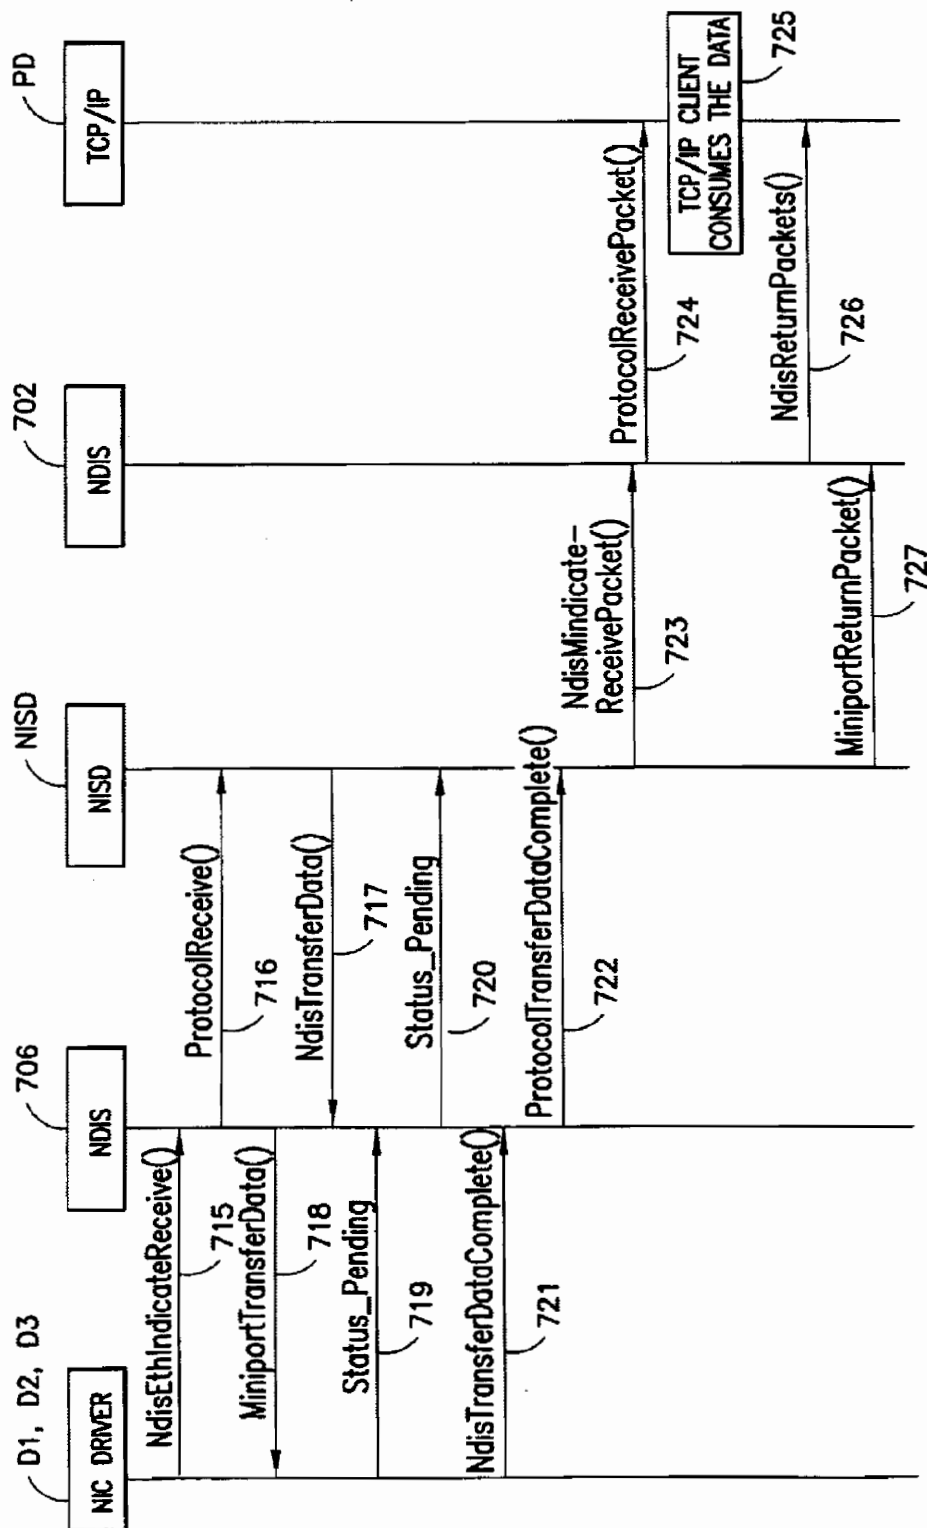 D1, D2, D3
NIC DRIVER
706
NDIS
NISD
NISD
702
NDIS
PD
TCP/IP
NdisEthIndicateReceive()
715
ProtocolReceive()
716
NdisTransferData()
717
MiniportTransferData()
718
Status_Pending
719
Status_Pending
720
NdisTransferDataComplete()
721
ProtocolTransferDataComplete()
722
NdisMindicate-
ReceivePacket()
723
ProtocolReceivePacket()
724
TCP/IP CLIENT
CONSUMES THE DATA
725
NdisReturnPackets()
726
MiniportReturnPacket()
727